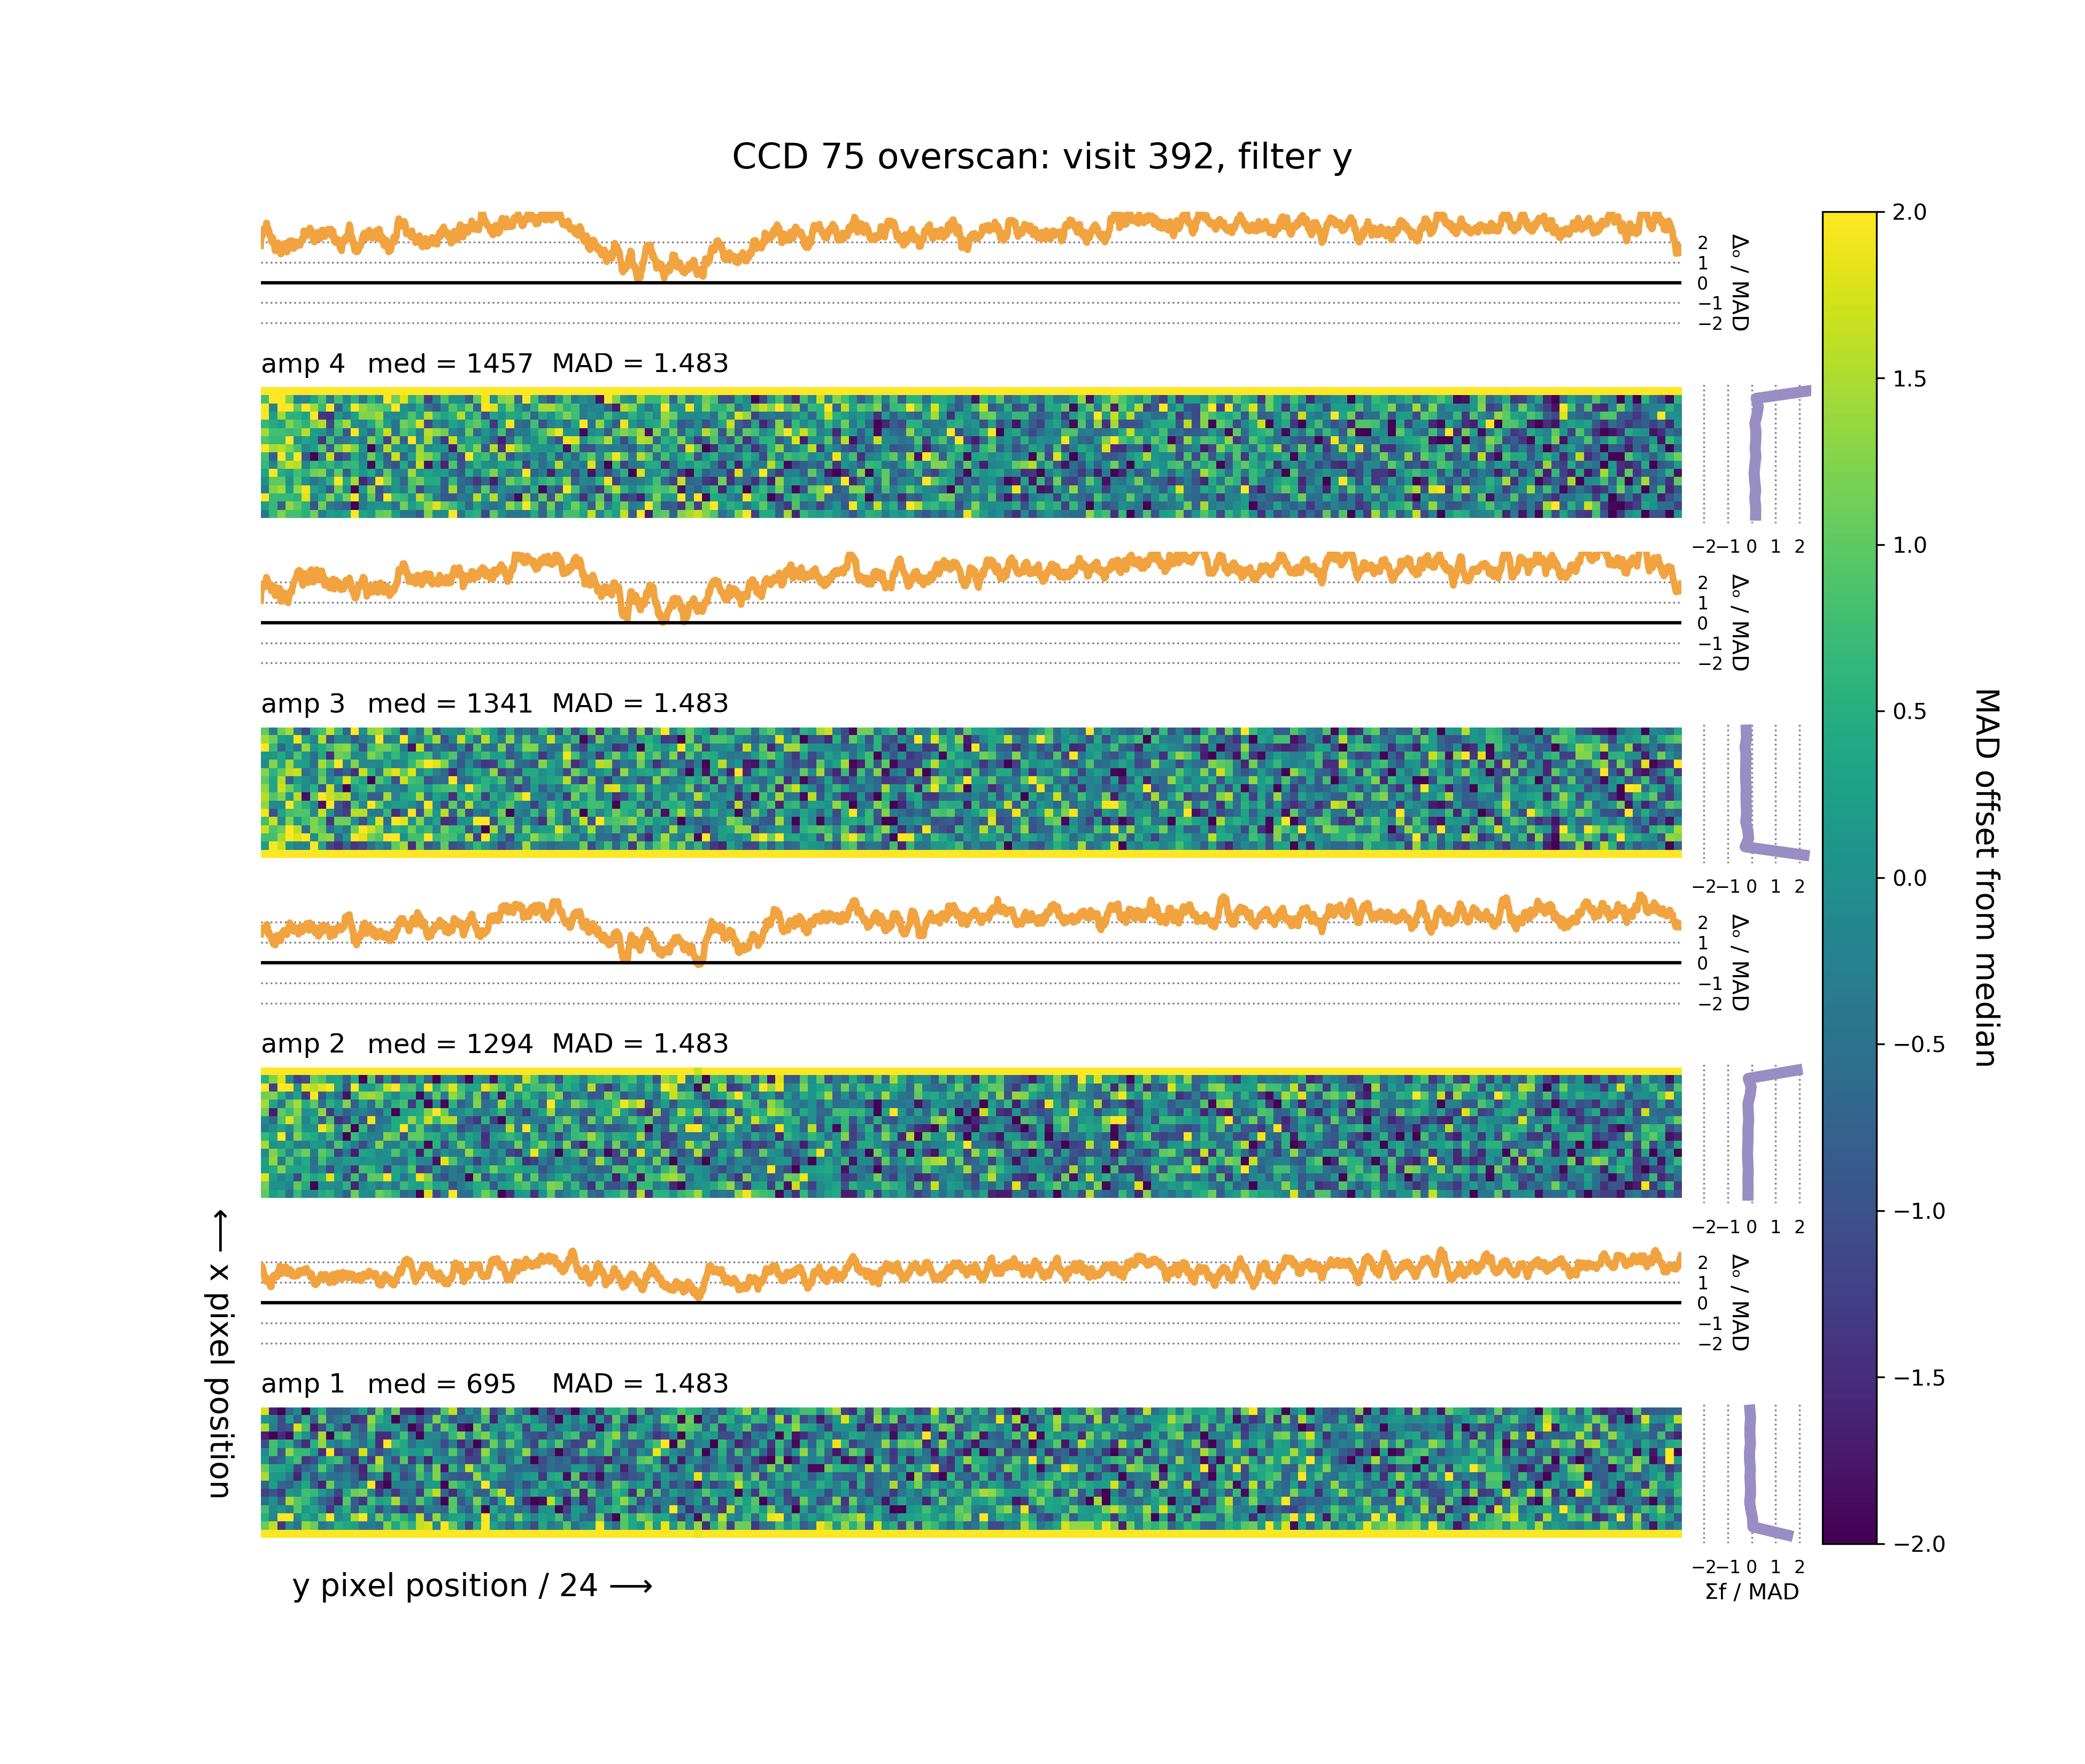 CCD 75 overscan: visit 392, filter y
2
1
0
−1
−2
Δₒ / MAD
amp 4 med = 1457 MAD = 1.483
−2 −1 0 1 2
2
1
0
−1
−2
Δₒ / MAD
amp 3 med = 1341 MAD = 1.483
−2 −1 0 1 2
2
1
0
−1
−2
Δₒ / MAD
amp 2 med = 1294 MAD = 1.483
−2 −1 0 1 2
2
1
0
−1
−2
Δₒ / MAD
amp 1 med = 695 MAD = 1.483
−2 −1 0 1 2
Σf / MAD
⟵ x pixel position
y pixel position / 24 ⟶
2.0
1.5
1.0
0.5
0.0
−0.5
−1.0
−1.5
−2.0
MAD offset from median